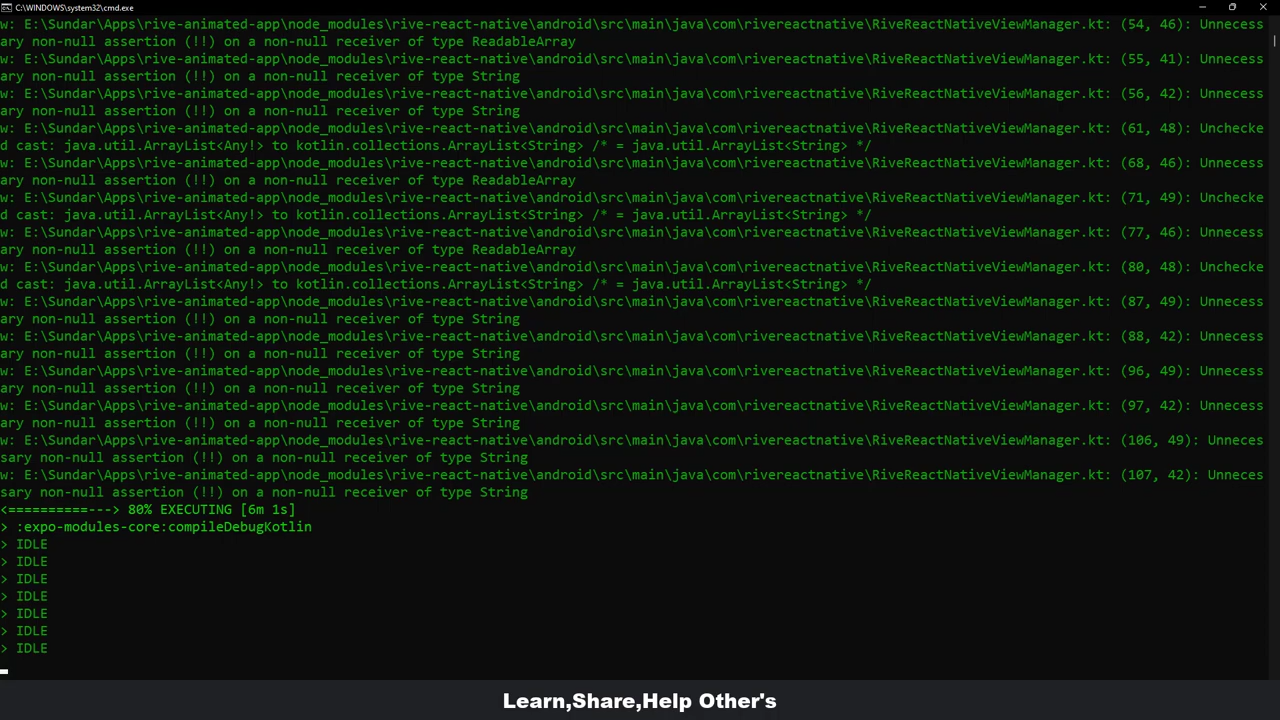 C:\WINDOWS\system32\cmd.exe
w: E:\Sundar\Apps\rive-animated-app\node_modules\rive-react-native\android\src\main\java\com\rivereactnative\RiveReactNativeViewManager.kt: (54, 46): Unnecess
ary non-null assertion (!!) on a non-null receiver of type ReadableArray
w: E:\Sundar\Apps\rive-animated-app\node_modules\rive-react-native\android\src\main\java\com\rivereactnative\RiveReactNativeViewManager.kt: (55, 41): Unnecess
ary non-null assertion (!!) on a non-null receiver of type String
w: E:\Sundar\Apps\rive-animated-app\node_modules\rive-react-native\android\src\main\java\com\rivereactnative\RiveReactNativeViewManager.kt: (56, 42): Unnecess
ary non-null assertion (!!) on a non-null receiver of type String
w: E:\Sundar\Apps\rive-animated-app\node_modules\rive-react-native\android\src\main\java\com\rivereactnative\RiveReactNativeViewManager.kt: (61, 48): Unchecke
d cast: java.util.ArrayList<Any!> to kotlin.collections.ArrayList<String> /* = java.util.ArrayList<String> */
w: E:\Sundar\Apps\rive-animated-app\node_modules\rive-react-native\android\src\main\java\com\rivereactnative\RiveReactNativeViewManager.kt: (68, 46): Unnecess
ary non-null assertion (!!) on a non-null receiver of type ReadableArray
w: E:\Sundar\Apps\rive-animated-app\node_modules\rive-react-native\android\src\main\java\com\rivereactnative\RiveReactNativeViewManager.kt: (71, 49): Unchecke
d cast: java.util.ArrayList<Any!> to kotlin.collections.ArrayList<String> /* = java.util.ArrayList<String> */
w: E:\Sundar\Apps\rive-animated-app\node_modules\rive-react-native\android\src\main\java\com\rivereactnative\RiveReactNativeViewManager.kt: (77, 46): Unnecess
ary non-null assertion (!!) on a non-null receiver of type ReadableArray
w: E:\Sundar\Apps\rive-animated-app\node_modules\rive-react-native\android\src\main\java\com\rivereactnative\RiveReactNativeViewManager.kt: (80, 48): Unchecke
d cast: java.util.ArrayList<Any!> to kotlin.collections.ArrayList<String> /* = java.util.ArrayList<String> */
w: E:\Sundar\Apps\rive-animated-app\node_modules\rive-react-native\android\src\main\java\com\rivereactnative\RiveReactNativeViewManager.kt: (87, 49): Unnecess
ary non-null assertion (!!) on a non-null receiver of type String
w: E:\Sundar\Apps\rive-animated-app\node_modules\rive-react-native\android\src\main\java\com\rivereactnative\RiveReactNativeViewManager.kt: (88, 42): Unnecess
ary non-null assertion (!!) on a non-null receiver of type String
w: E:\Sundar\Apps\rive-animated-app\node_modules\rive-react-native\android\src\main\java\com\rivereactnative\RiveReactNativeViewManager.kt: (96, 49): Unnecess
ary non-null assertion (!!) on a non-null receiver of type String
w: E:\Sundar\Apps\rive-animated-app\node_modules\rive-react-native\android\src\main\java\com\rivereactnative\RiveReactNativeViewManager.kt: (97, 42): Unnecess
ary non-null assertion (!!) on a non-null receiver of type String
w: E:\Sundar\Apps\rive-animated-app\node_modules\rive-react-native\android\src\main\java\com\rivereactnative\RiveReactNativeViewManager.kt: (106, 49): Unneces
sary non-null assertion (!!) on a non-null receiver of type String
w: E:\Sundar\Apps\rive-animated-app\node_modules\rive-react-native\android\src\main\java\com\rivereactnative\RiveReactNativeViewManager.kt: (107, 42): Unneces
sary non-null assertion (!!) on a non-null receiver of type String
<==========---> 80% EXECUTING [6m 1s]
> :expo-modules-core:compileDebugKotlin
> IDLE
> IDLE
> IDLE
> IDLE
> IDLE
> IDLE
> IDLE
Learn,Share,Help Other's